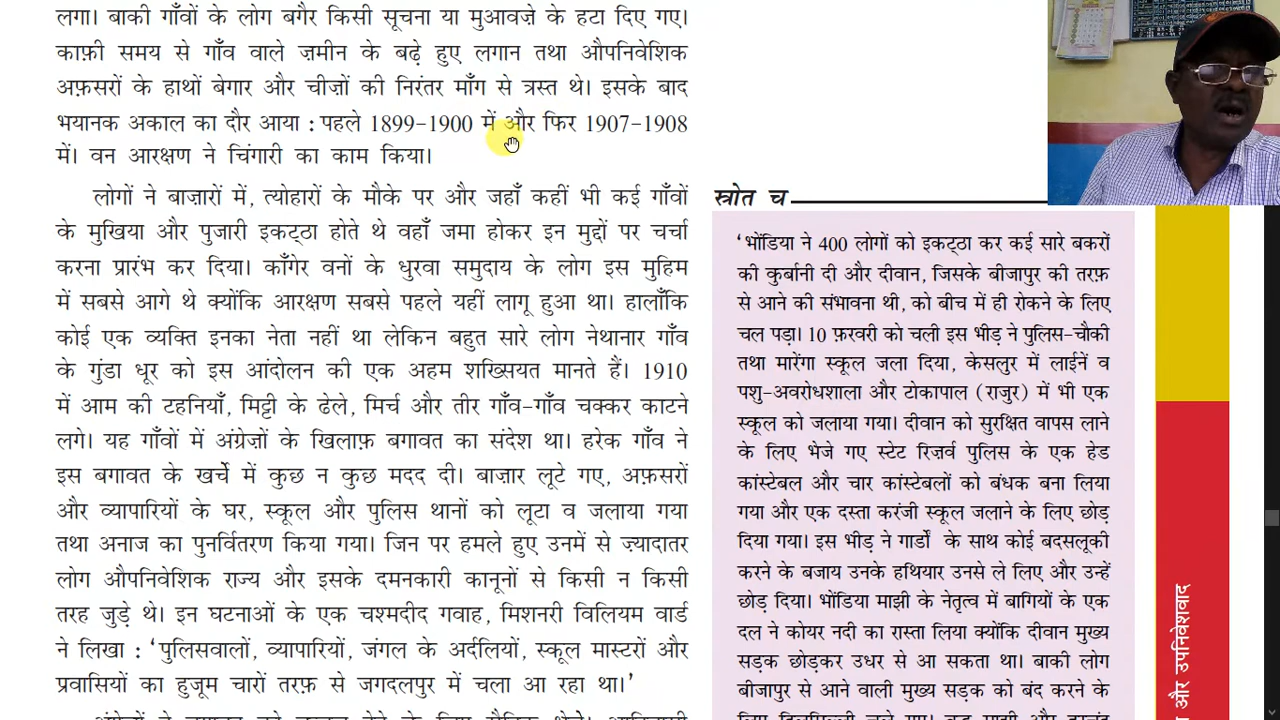 लगा। बाकी गाँवों के लोग बगैर किसी सूचना या मुआवज़े के हटा दिए गए।
काफ़ी समय से गाँव वाले ज़मीन के बढ़े हुए लगान तथा औपनिवेशिक
अफ़सरों के हाथों बेगार और चीजों की निरंतर माँग से त्रस्त थे। इसके बाद
भयानक अकाल का दौर आया : पहले 1899-1900 में और फिर 1907-1908
में। वन आरक्षण ने चिंगारी का काम किया।
लोगों ने बाज़ारों में, त्योहारों के मौके पर और जहाँ कहीं भी कई गाँवों
के मुखिया और पुजारी इकट्ठा होते थे वहाँ जमा होकर इन मुद्दों पर चर्चा
करना प्रारंभ कर दिया। काँगेर वनों के धुरवा समुदाय के लोग इस मुहिम
में सबसे आगे थे क्योंकि आरक्षण सबसे पहले यहीं लागू हुआ था। हालाँकि
कोई एक व्यक्ति इनका नेता नहीं था लेकिन बहुत सारे लोग नेथानार गाँव
के गुंडा धूर को इस आंदोलन की एक अहम शख्सियत मानते हैं। 1910
में आम की टहनियाँ, मिट्टी के ढेले, मिर्च और तीर गाँव-गाँव चक्कर काटने
लगे। यह गाँवों में अंग्रेजों के खिलाफ़ बगावत का संदेश था। हरेक गाँव ने
इस बगावत के खर्चे में कुछ न कुछ मदद दी। बाज़ार लूटे गए, अफ़सरों
और व्यापारियों के घर, स्कूल और पुलिस थानों को लूटा व जलाया गया
तथा अनाज का पुनर्वितरण किया गया। जिन पर हमले हुए उनमें से ज़्यादातर
लोग औपनिवेशिक राज्य और इसके दमनकारी कानूनों से किसी न किसी
तरह जुड़े थे। इन घटनाओं के एक चश्मदीद गवाह, मिशनरी विलियम वार्ड
ने लिखा : ‘पुलिसवालों, व्यापारियों, जंगल के अर्दलियों, स्कूल मास्टरों और
प्रवासियों का हुजूम चारों तरफ़ से जगदलपुर में चला आ रहा था।’
स्त्रोत च
‘भोंडिया ने 400 लोगों को इकट्ठा कर कई सारे बकरों
की कुर्बानी दी और दीवान, जिसके बीजापुर की तरफ़
से आने की संभावना थी, को बीच में ही रोकने के लिए
चल पड़ा। 10 फ़रवरी को चली इस भीड़ ने पुलिस-चौकी
तथा मारेंगा स्कूल जला दिया, केसलुर में लाईनें व
पशु-अवरोधशाला और टोकापाल (राजुर) में भी एक
स्कूल को जलाया गया। दीवान को सुरक्षित वापस लाने
के लिए भेजे गए स्टेट रिज़र्व पुलिस के एक हेड
कांस्टेबल और चार कांस्टेबलों को बंधक बना लिया
गया और एक दस्ता करंजी स्कूल जलाने के लिए छोड़
दिया गया। इस भीड़ ने गार्डों के साथ कोई बदसलूकी
करने के बजाय उनके हथियार उनसे ले लिए और उन्हें
छोड़ दिया। भोंडिया माझी के नेतृत्व में बागियों के एक
दल ने कोयर नदी का रास्ता लिया क्योंकि दीवान मुख्य
सड़क छोड़कर उधर से आ सकता था। बाकी लोग
बीजापुर से आने वाली मुख्य सड़क को बंद करने के
और उपनिवेशवाद